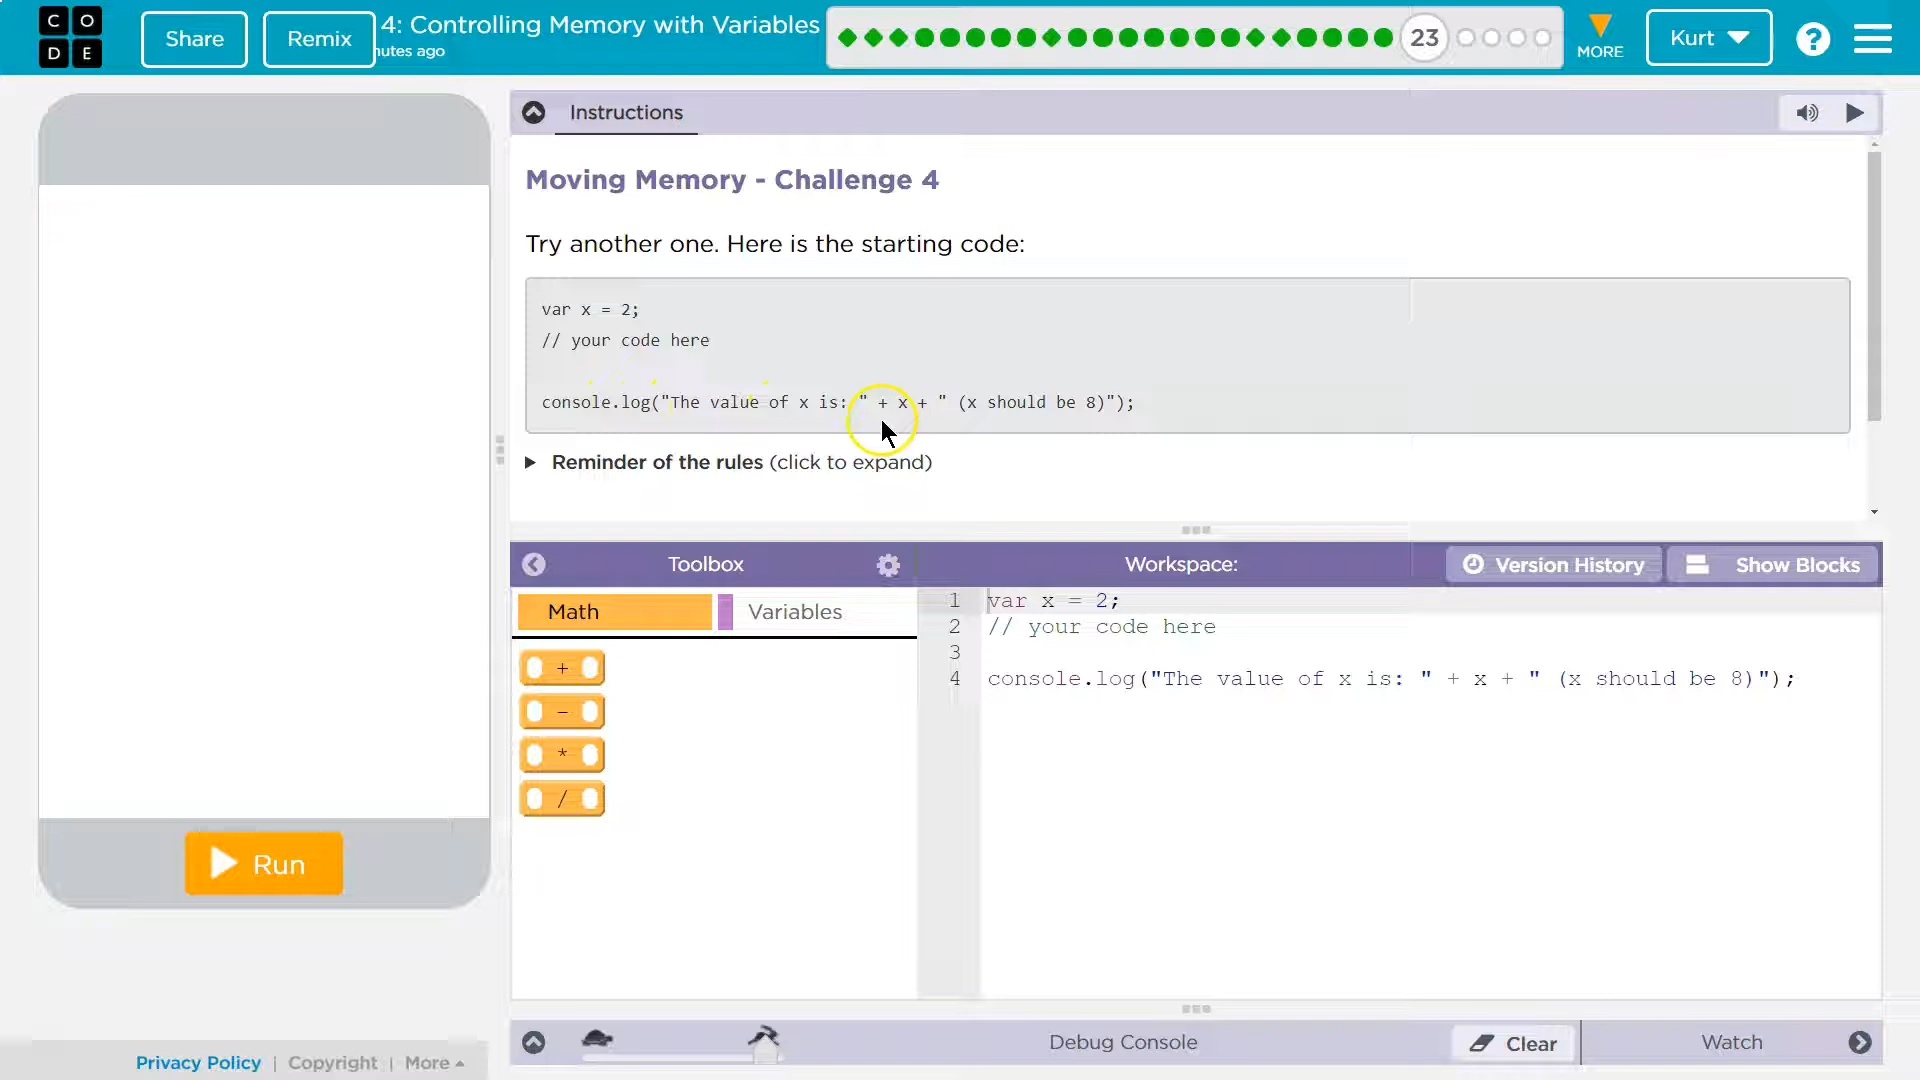 CODE
Share
Remix
4: Controlling Memory with Variables
nutes ago
23
MORE
Kurt
?
Instructions
Moving Memory - Challenge 4
Try another one. Here is the starting code:
var x = 2;
// your code here
console.log("The value of x is: " + x + " (x should be 8)");
Reminder of the rules (click to expand)
Toolbox
Workspace:
Version History
Show Blocks
Math
Variables
+
-
*
/
1 var x = 2;
2 // your code here
3
4 console.log("The value of x is: " + x + " (x should be 8)");
Run
Debug Console
Clear
Watch
Privacy Policy | Copyright | More